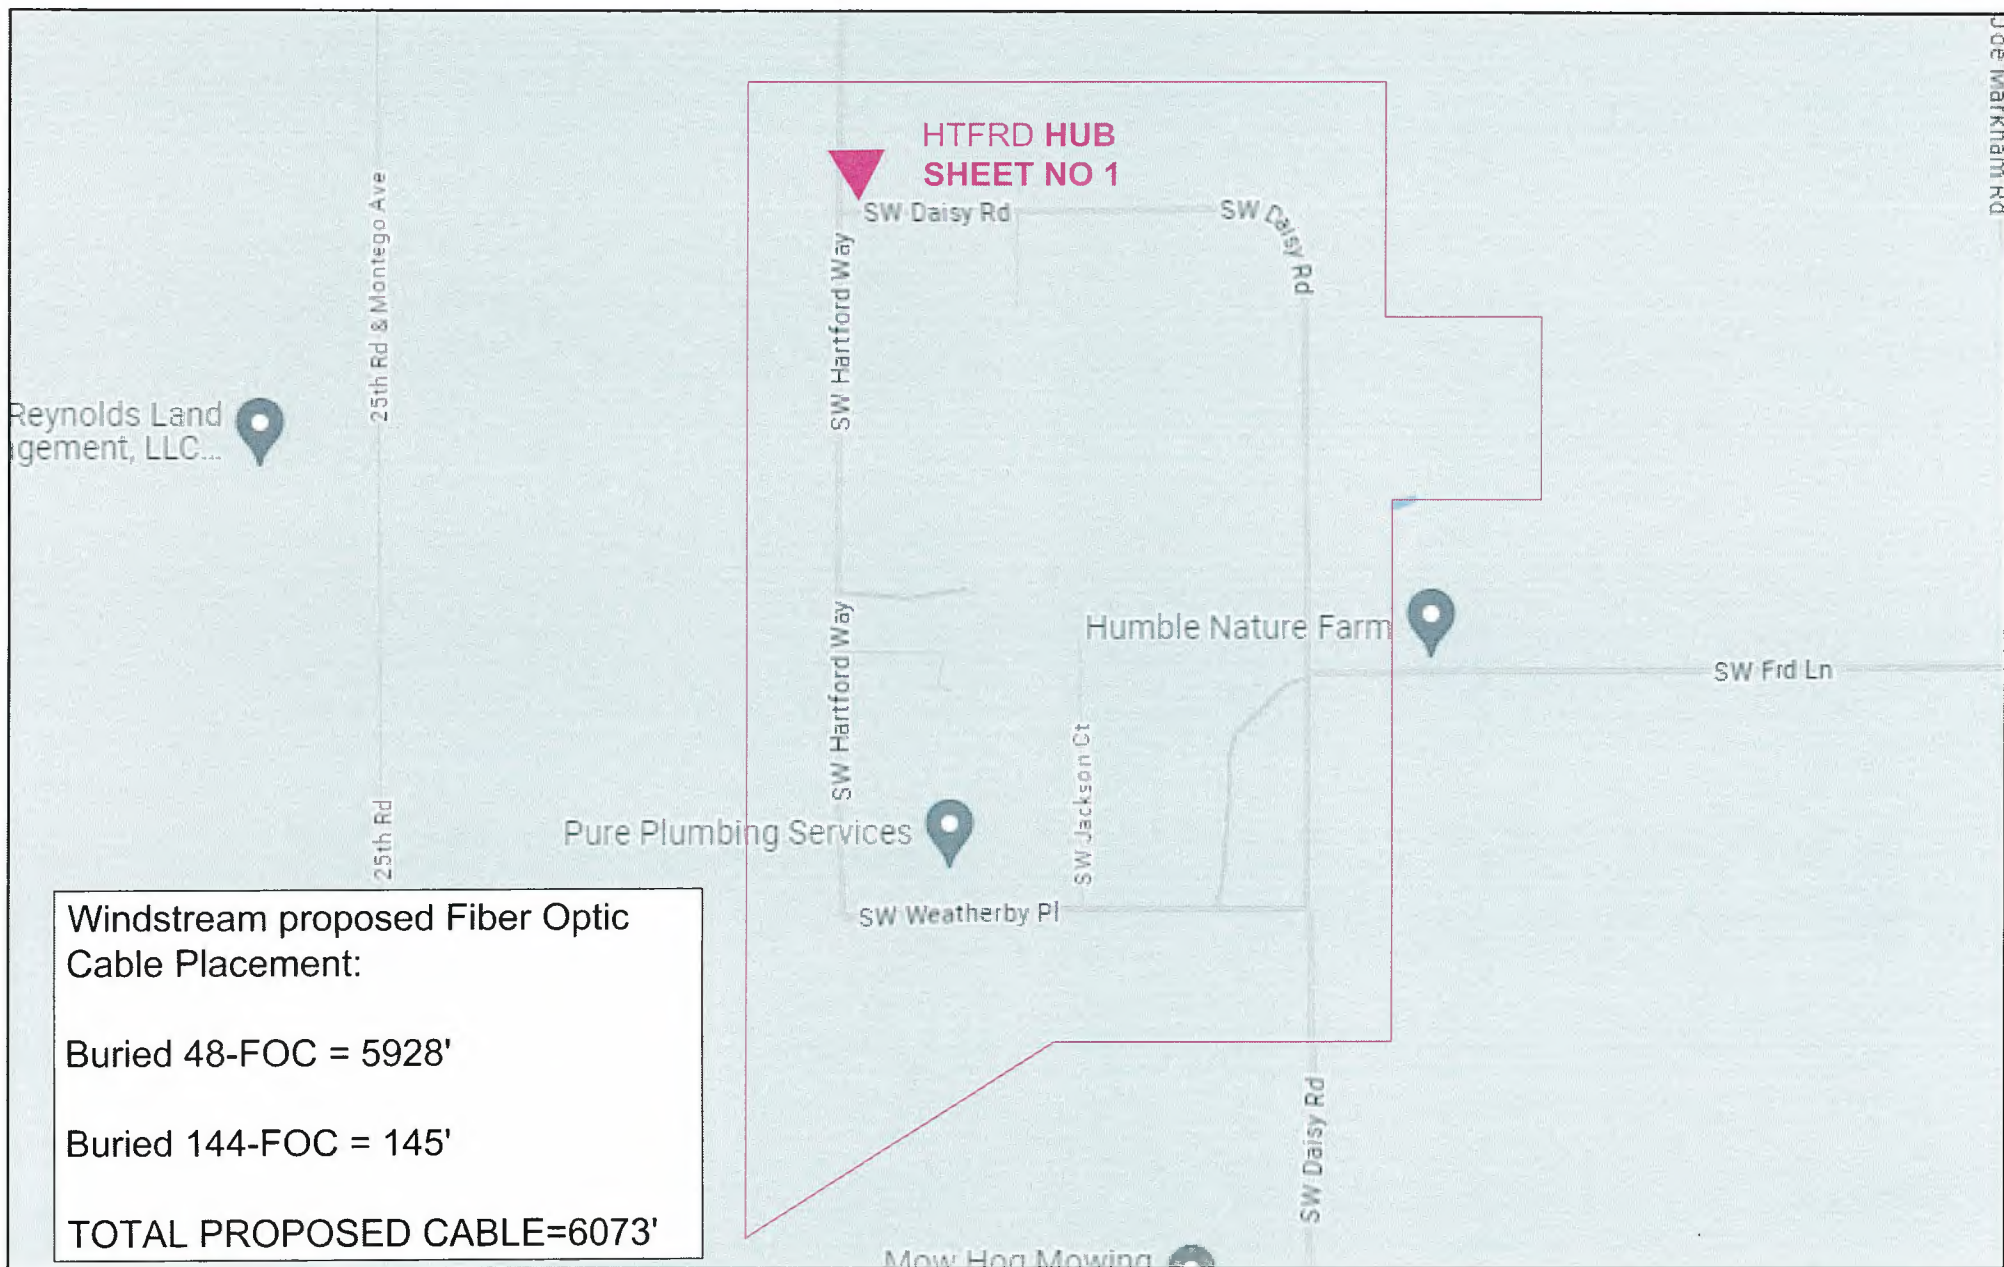 Joe Markham Rd
HTFRD HUB
SHEET NO 1
SW Daisy Rd
SW Daisy Rd
25th Rd & Montego Ave
SW Hartford Way
Reynolds Land
gement, LLC...
Humble Nature Farm
SW Frd Ln
SW Hartford Way
SW Jackson Ct
Pure Plumbing Services
25th Rd
SW Weatherby Pl
Windstream proposed Fiber Optic
Cable Placement:
Buried 48-FOC = 5928'
Buried 144-FOC = 145'
TOTAL PROPOSED CABLE=6073'
SW Daisy Rd
Mow Hog Mowing